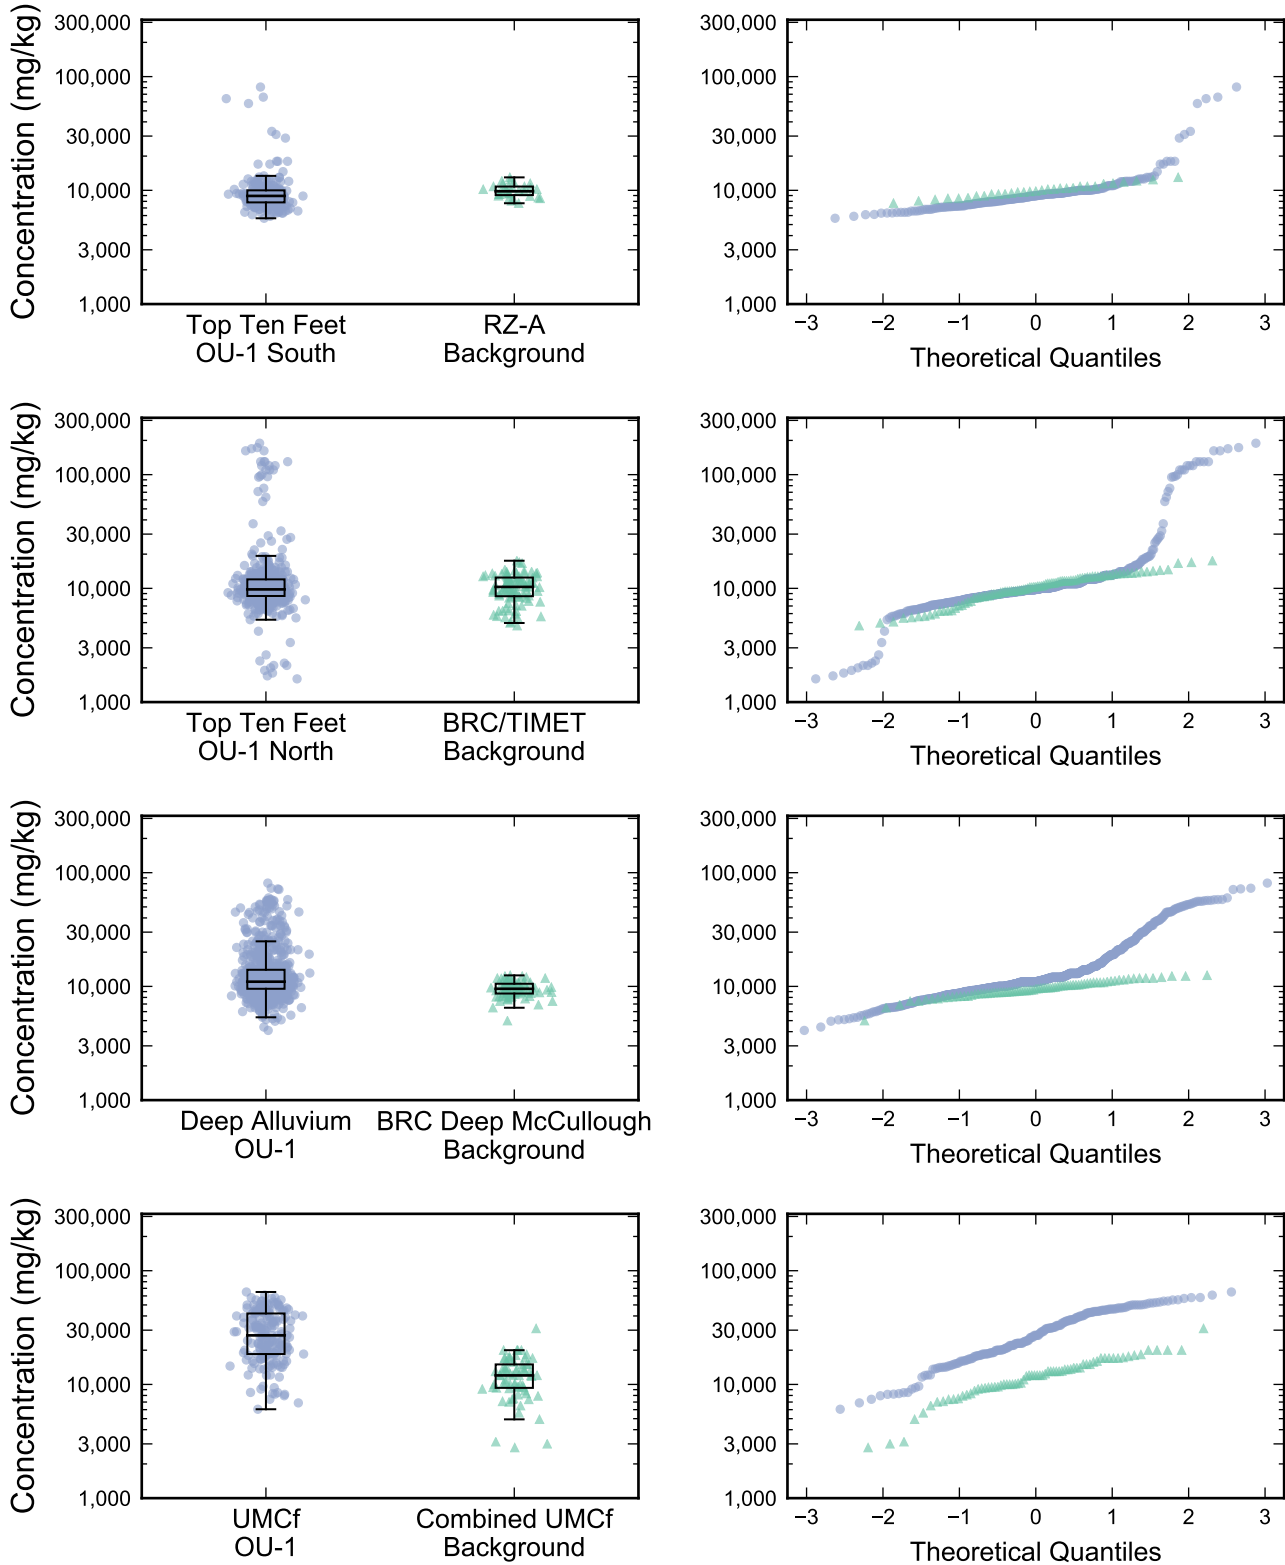 Concentration (mg/kg)
300,000
100,000
30,000
10,000
3,000
1,000
Top Ten Feet
OU-1 South
RZ-A
Background
300,000
100,000
30,000
10,000
3,000
1,000
−3 −2 −1 0 1 2 3
Theoretical Quantiles
Concentration (mg/kg)
300,000
100,000
30,000
10,000
3,000
1,000
Top Ten Feet
OU-1 North
BRC/TIMET
Background
300,000
100,000
30,000
10,000
3,000
1,000
−3 −2 −1 0 1 2 3
Theoretical Quantiles
Concentration (mg/kg)
300,000
100,000
30,000
10,000
3,000
1,000
Deep Alluvium
OU-1
BRC Deep McCullough
Background
300,000
100,000
30,000
10,000
3,000
1,000
−3 −2 −1 0 1 2 3
Theoretical Quantiles
Concentration (mg/kg)
300,000
100,000
30,000
10,000
3,000
1,000
UMCf
OU-1
Combined UMCf
Background
300,000
100,000
30,000
10,000
3,000
1,000
−3 −2 −1 0 1 2 3
Theoretical Quantiles